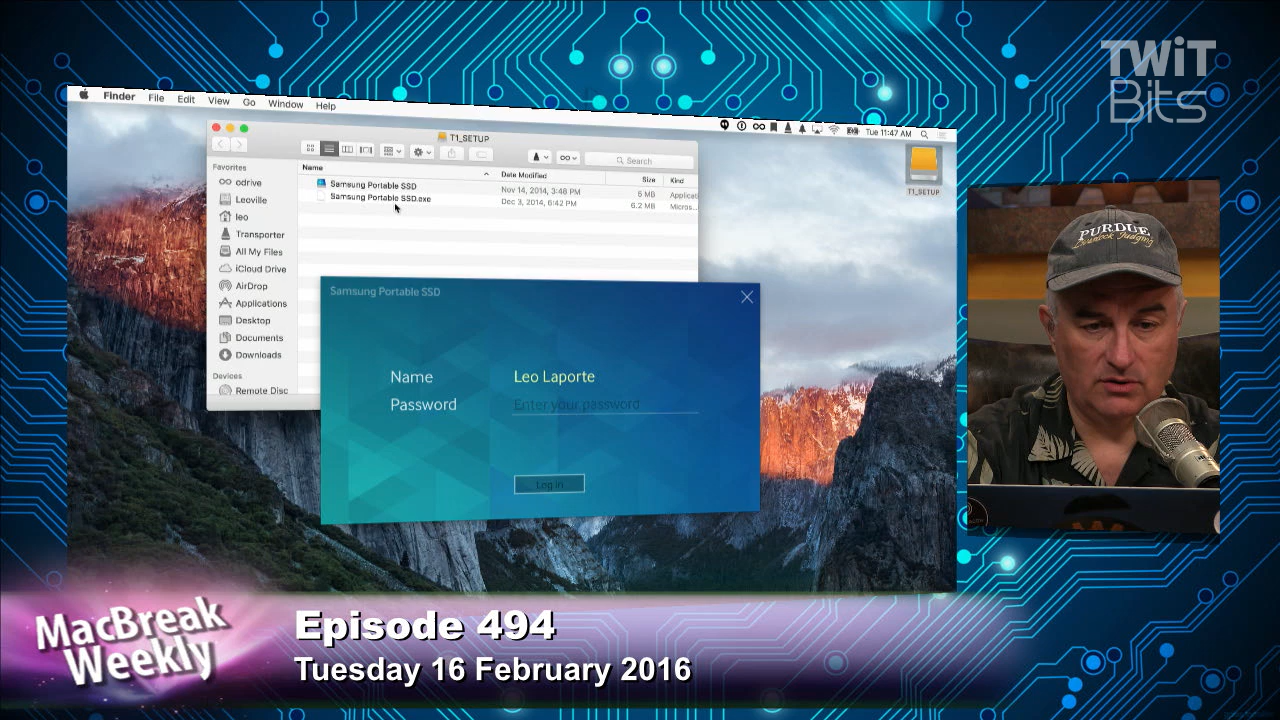 TWiT
Bits
Finder File Edit View Go Window Help
Tue 11:47 AM
T1_SETUP
Search
Favorites
odrive
Leoville
leo
Transporter
All My Files
iCloud Drive
AirDrop
Applications
Desktop
Documents
Downloads
Devices
Remote Disc
Name Date Modified Size Kind
Samsung Portable SSD Nov 14, 2014, 3:48 PM 5 MB Applicat
Samsung Portable SSD.exe Dec 3, 2014, 6:42 PM 6.2 MB Micros...
T1_SETUP
Samsung Portable SSD
Name Leo Laporte
Password Enter your password
Log in
PURDUE
Livestock Judging
MacBreak
Weekly
Episode 494
Tuesday 16 February 2016